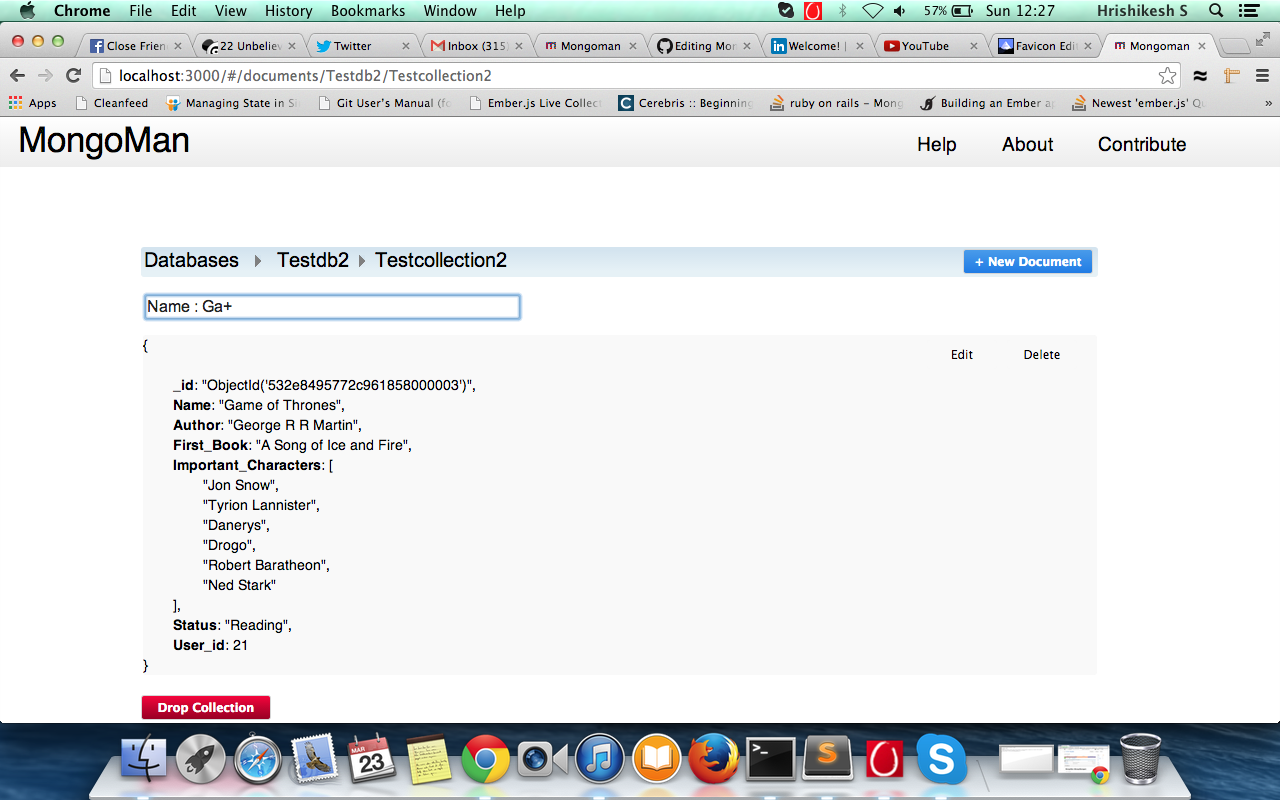 Chrome File Edit View History Bookmarks Window Help 57% Sun 12:27 Hrishikesh S
Close Frien 22 Unbeliev Twitter Inbox (315) Mongoman Editing Mon Welcome! | YouTube Favicon Edi Mongoman
localhost:3000/#/documents/Testdb2/Testcollection2
Apps Cleanfeed Managing State in Si Git User's Manual (fo Ember.js Live Collect Cerebris :: Beginning ruby on rails – Mong Building an Ember ap Newest 'ember.js' Qu »
MongoMan Help About Contribute
Databases Testdb2 Testcollection2 + New Document
Name : Ga+
{ Edit Delete
_id: "ObjectId('532e8495772c961858000003')",
Name: "Game of Thrones",
Author: "George R R Martin",
First_Book: "A Song of Ice and Fire",
Important_Characters: [
"Jon Snow",
"Tyrion Lannister",
"Danerys",
"Drogo",
"Robert Baratheon",
"Ned Stark"
],
Status: "Reading",
User_id: 21
}
Drop Collection
MAR
23